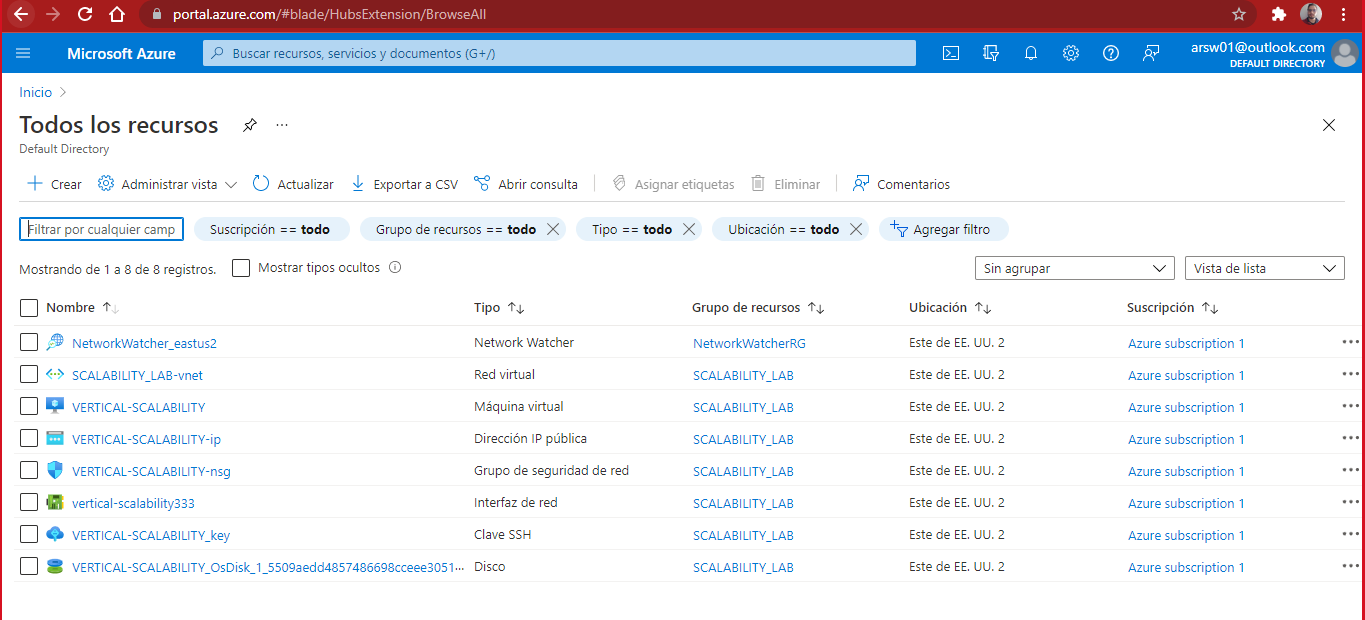 portal.azure.com/#blade/HubsExtension/BrowseAll
Microsoft Azure
Buscar recursos, servicios y documentos (G+/)
arsw01@outlook.com
DEFAULT DIRECTORY
Inicio
Todos los recursos
Default Directory
Crear Administrar vista Actualizar Exportar a CSV Abrir consulta Asignar etiquetas Eliminar Comentarios
Filtrar por cualquier camp Suscripción == todo Grupo de recursos == todo Tipo == todo Ubicación == todo Agregar filtro
Mostrando de 1 a 8 de 8 registros. Mostrar tipos ocultos Sin agrupar Vista de lista
Nombre Tipo Grupo de recursos Ubicación Suscripción
NetworkWatcher_eastus2 Network Watcher NetworkWatcherRG Este de EE. UU. 2 Azure subscription 1
SCALABILITY_LAB-vnet Red virtual SCALABILITY_LAB Este de EE. UU. 2 Azure subscription 1
VERTICAL-SCALABILITY Máquina virtual SCALABILITY_LAB Este de EE. UU. 2 Azure subscription 1
VERTICAL-SCALABILITY-ip Dirección IP pública SCALABILITY_LAB Este de EE. UU. 2 Azure subscription 1
VERTICAL-SCALABILITY-nsg Grupo de seguridad de red SCALABILITY_LAB Este de EE. UU. 2 Azure subscription 1
vertical-scalability333 Interfaz de red SCALABILITY_LAB Este de EE. UU. 2 Azure subscription 1
VERTICAL-SCALABILITY_key Clave SSH SCALABILITY_LAB Este de EE. UU. 2 Azure subscription 1
VERTICAL-SCALABILITY_OsDisk_1_5509aedd4857486698cceee3051... Disco SCALABILITY_LAB Este de EE. UU. 2 Azure subscription 1